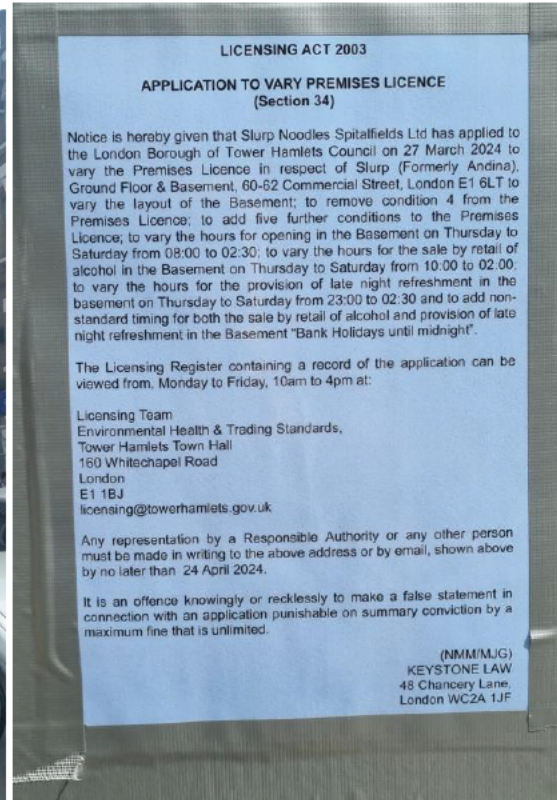 LICENSING ACT 2003
APPLICATION TO VARY PREMISES LICENCE
(Section 34)
Notice is hereby given that Slurp Noodles Spitalfields Ltd has applied to
the London Borough of Tower Hamlets Council on 27 March 2024 to
vary the Premises Licence in respect of Slurp (Formerly Andina),
Ground Floor & Basement, 60-62 Commercial Street, London E1 6LT to
vary the layout of the Basement; to remove condition 4 from the
Premises Licence; to add five further conditions to the Premises
Licence; to vary the hours for opening in the Basement on Thursday to
Saturday from 08:00 to 02:30; to vary the hours for the sale by retail of
alcohol in the Basement on Thursday to Saturday from 10:00 to 02:00;
to vary the hours for the provision of late night refreshment in the
basement on Thursday to Saturday from 23:00 to 02:30 and to add non-
standard timing for both the sale by retail of alcohol and provision of late
night refreshment in the Basement "Bank Holidays until midnight".
The Licensing Register containing a record of the application can be
viewed from, Monday to Friday, 10am to 4pm at:
Licensing Team
Environmental Health & Trading Standards,
Tower Hamlets Town Hall
160 Whitechapel Road
London
E1 1BJ
licensing@towerhamlets.gov.uk
Any representation by a Responsible Authority or any other person
must be made in writing to the above address or by email, shown above
by no later than 24 April 2024.
It is an offence knowingly or recklessly to make a false statement in
connection with an application punishable on summary conviction by a
maximum fine that is unlimited.
(NMM/MJG)
KEYSTONE LAW
48 Chancery Lane,
London WC2A 1JF